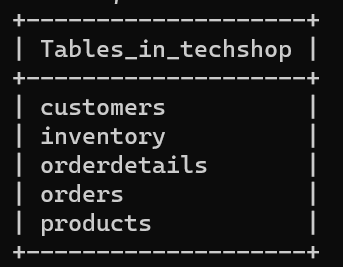 +--------------------+
| Tables_in_techshop |
+--------------------+
| customers          |
| inventory          |
| orderdetails       |
| orders             |
| products           |
+--------------------+